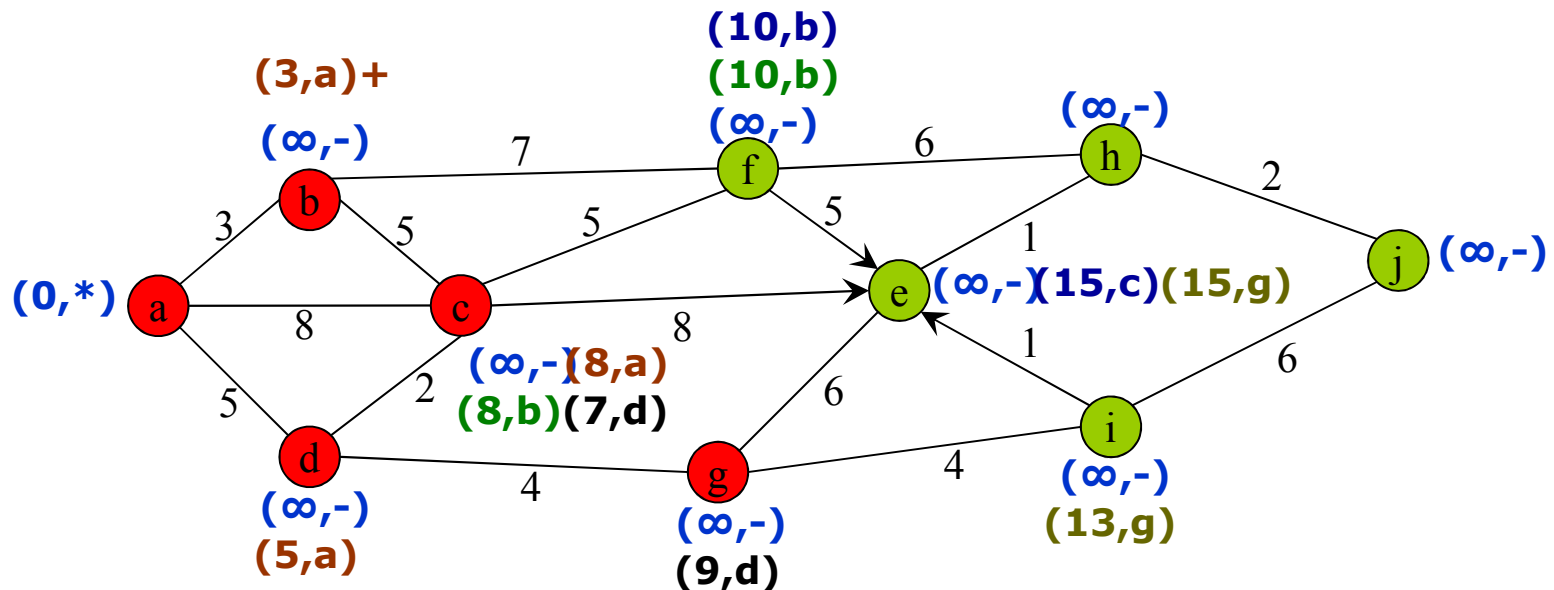 (10,b)
(3,a)+
(10,b)
(∞,-)
(∞,-)
(∞,-)
7
6
h
f
2
b
3
5
5
5
1
(∞,-)
j
(0,*)
a
c
e
(∞,-)(15,c)(15,g)
8
8
1
6
(∞,-)(8,a)
5
2
6
(8,b)(7,d)
i
d
4
g
4
(∞,-)
(∞,-)
(∞,-)
(5,a)
(9,d)
(13,g)